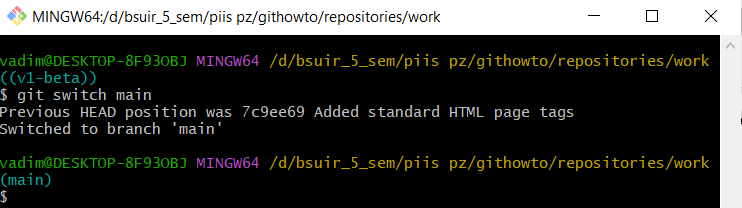 MINGW64:/d/bsuir_5_sem/piis pz/githowto/repositories/work
vadim@DESKTOP-8F93OBJ MINGW64 /d/bsuir_5_sem/piis pz/githowto/repositories/work
((v1-beta))
$ git switch main
Previous HEAD position was 7c9ee69 Added standard HTML page tags
Switched to branch 'main'
vadim@DESKTOP-8F93OBJ MINGW64 /d/bsuir_5_sem/piis pz/githowto/repositories/work
(main)
$